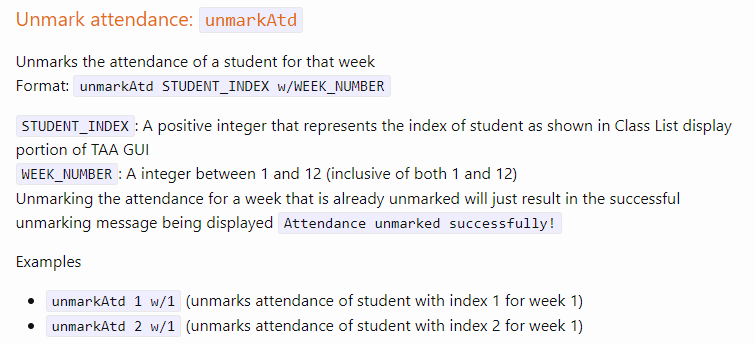 Unmark attendance: unmarkAtd
Unmarks the attendance of a student for that week
Format: unmarkAtd STUDENT_INDEX w/WEEK_NUMBER
STUDENT_INDEX: A positive integer that represents the index of student as shown in Class List display
portion of TAA GUI
WEEK_NUMBER: A integer between 1 and 12 (inclusive of both 1 and 12)
Unmarking the attendance for a week that is already unmarked will just result in the successful
unmarking message being displayed Attendance unmarked successfully!
Examples
• unmarkAtd 1 w/1 (unmarks attendance of student with index 1 for week 1)
• unmarkAtd 2 w/1 (unmarks attendance of student with index 2 for week 1)